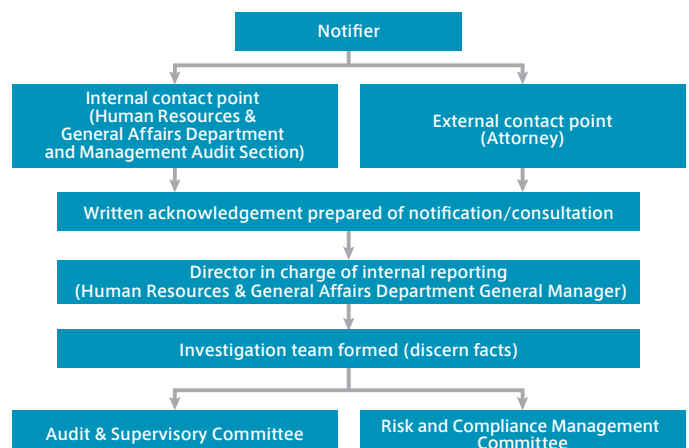 Notifier
Internal contact point
(Human Resources &
General Affairs Department
and Management Audit Section)
External contact point
(Attorney)
Written acknowledgement prepared of notification/consultation
Director in charge of internal reporting
(Human Resources & General Affairs Department General Manager)
Investigation team formed (discern facts)
Audit & Supervisory Committee
Risk and Compliance Management
Committee